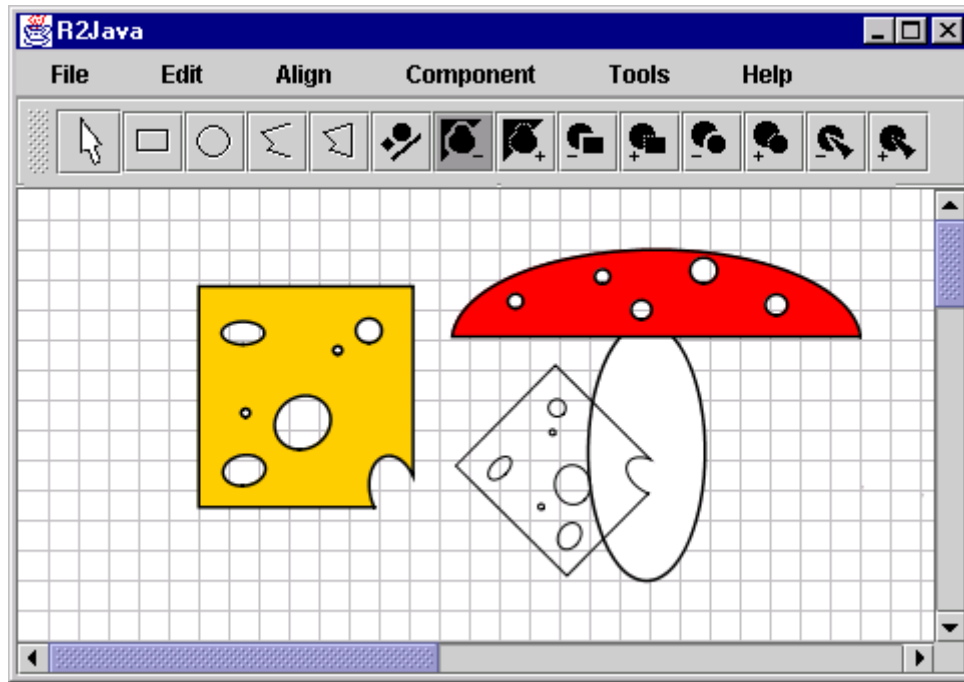 R2Java
File Edit Align Component Tools Help
- + - + - + - +